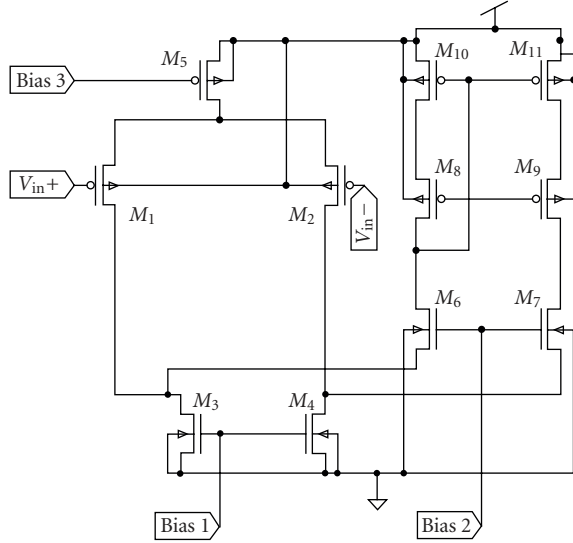 M5
M10
M11
Bias 3
M8
M9
Vin+
M1
M2
Vin−
M6
M7
M3
M4
Bias 1
Bias 2